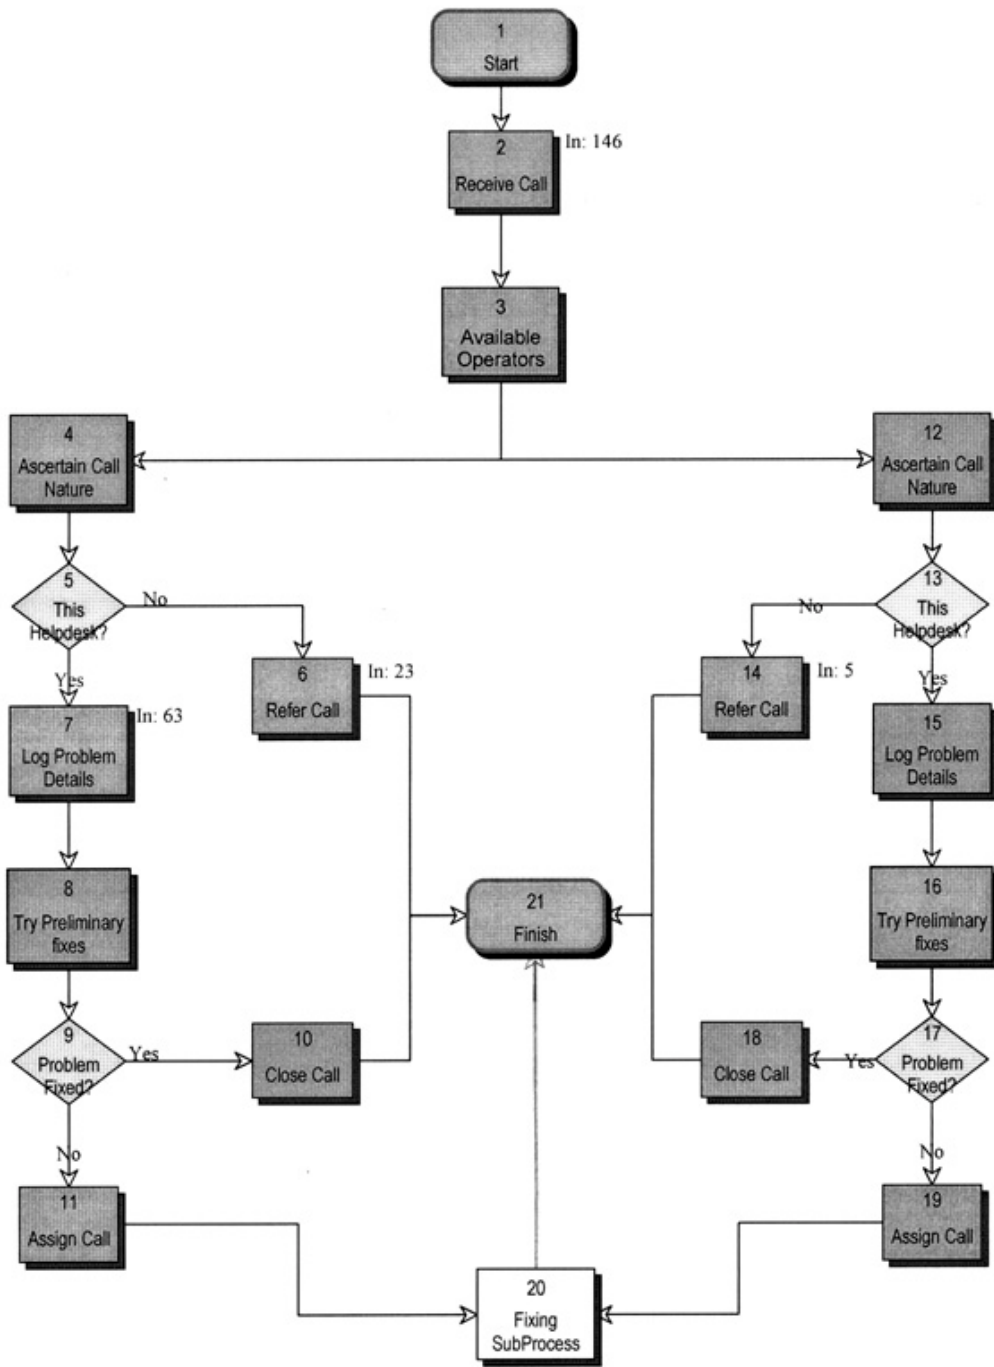 1
Start
2
Receive Call
In: 146
3
Available
Operators
4
Ascertain Call
Nature
12
Ascertain Call
Nature
5
This
Helpdesk?
No
Yes
13
This
Helpdesk?
No
Yes
6
Refer Call
In: 23
14
Refer Call
In: 5
7
Log Problem
Details
In: 63
15
Log Problem
Details
8
Try Preliminary
fixes
21
Finish
16
Try Preliminary
fixes
9
Problem
Fixed?
Yes
No
10
Close Call
18
Close Call
17
Problem
Fixed?
Yes
No
11
Assign Call
19
Assign Call
20
Fixing
SubProcess